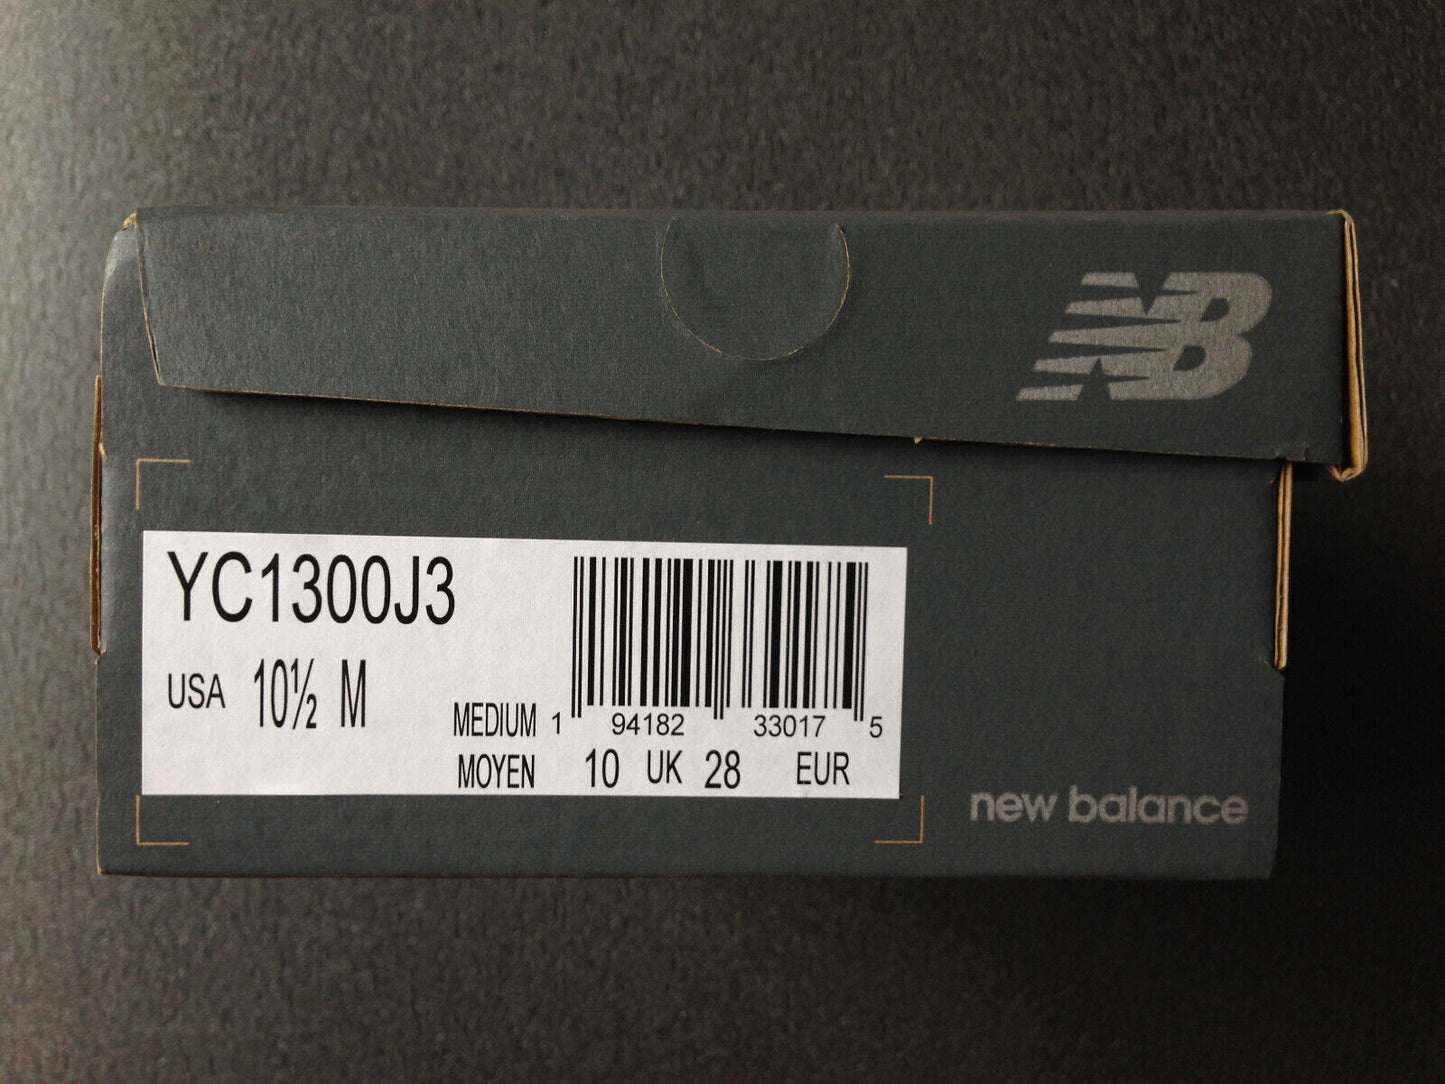 NB
YC1300J3
USA 10½ M
MEDIUM 1 94182 33017 5
MOYEN 10 UK 28 EUR
new balance